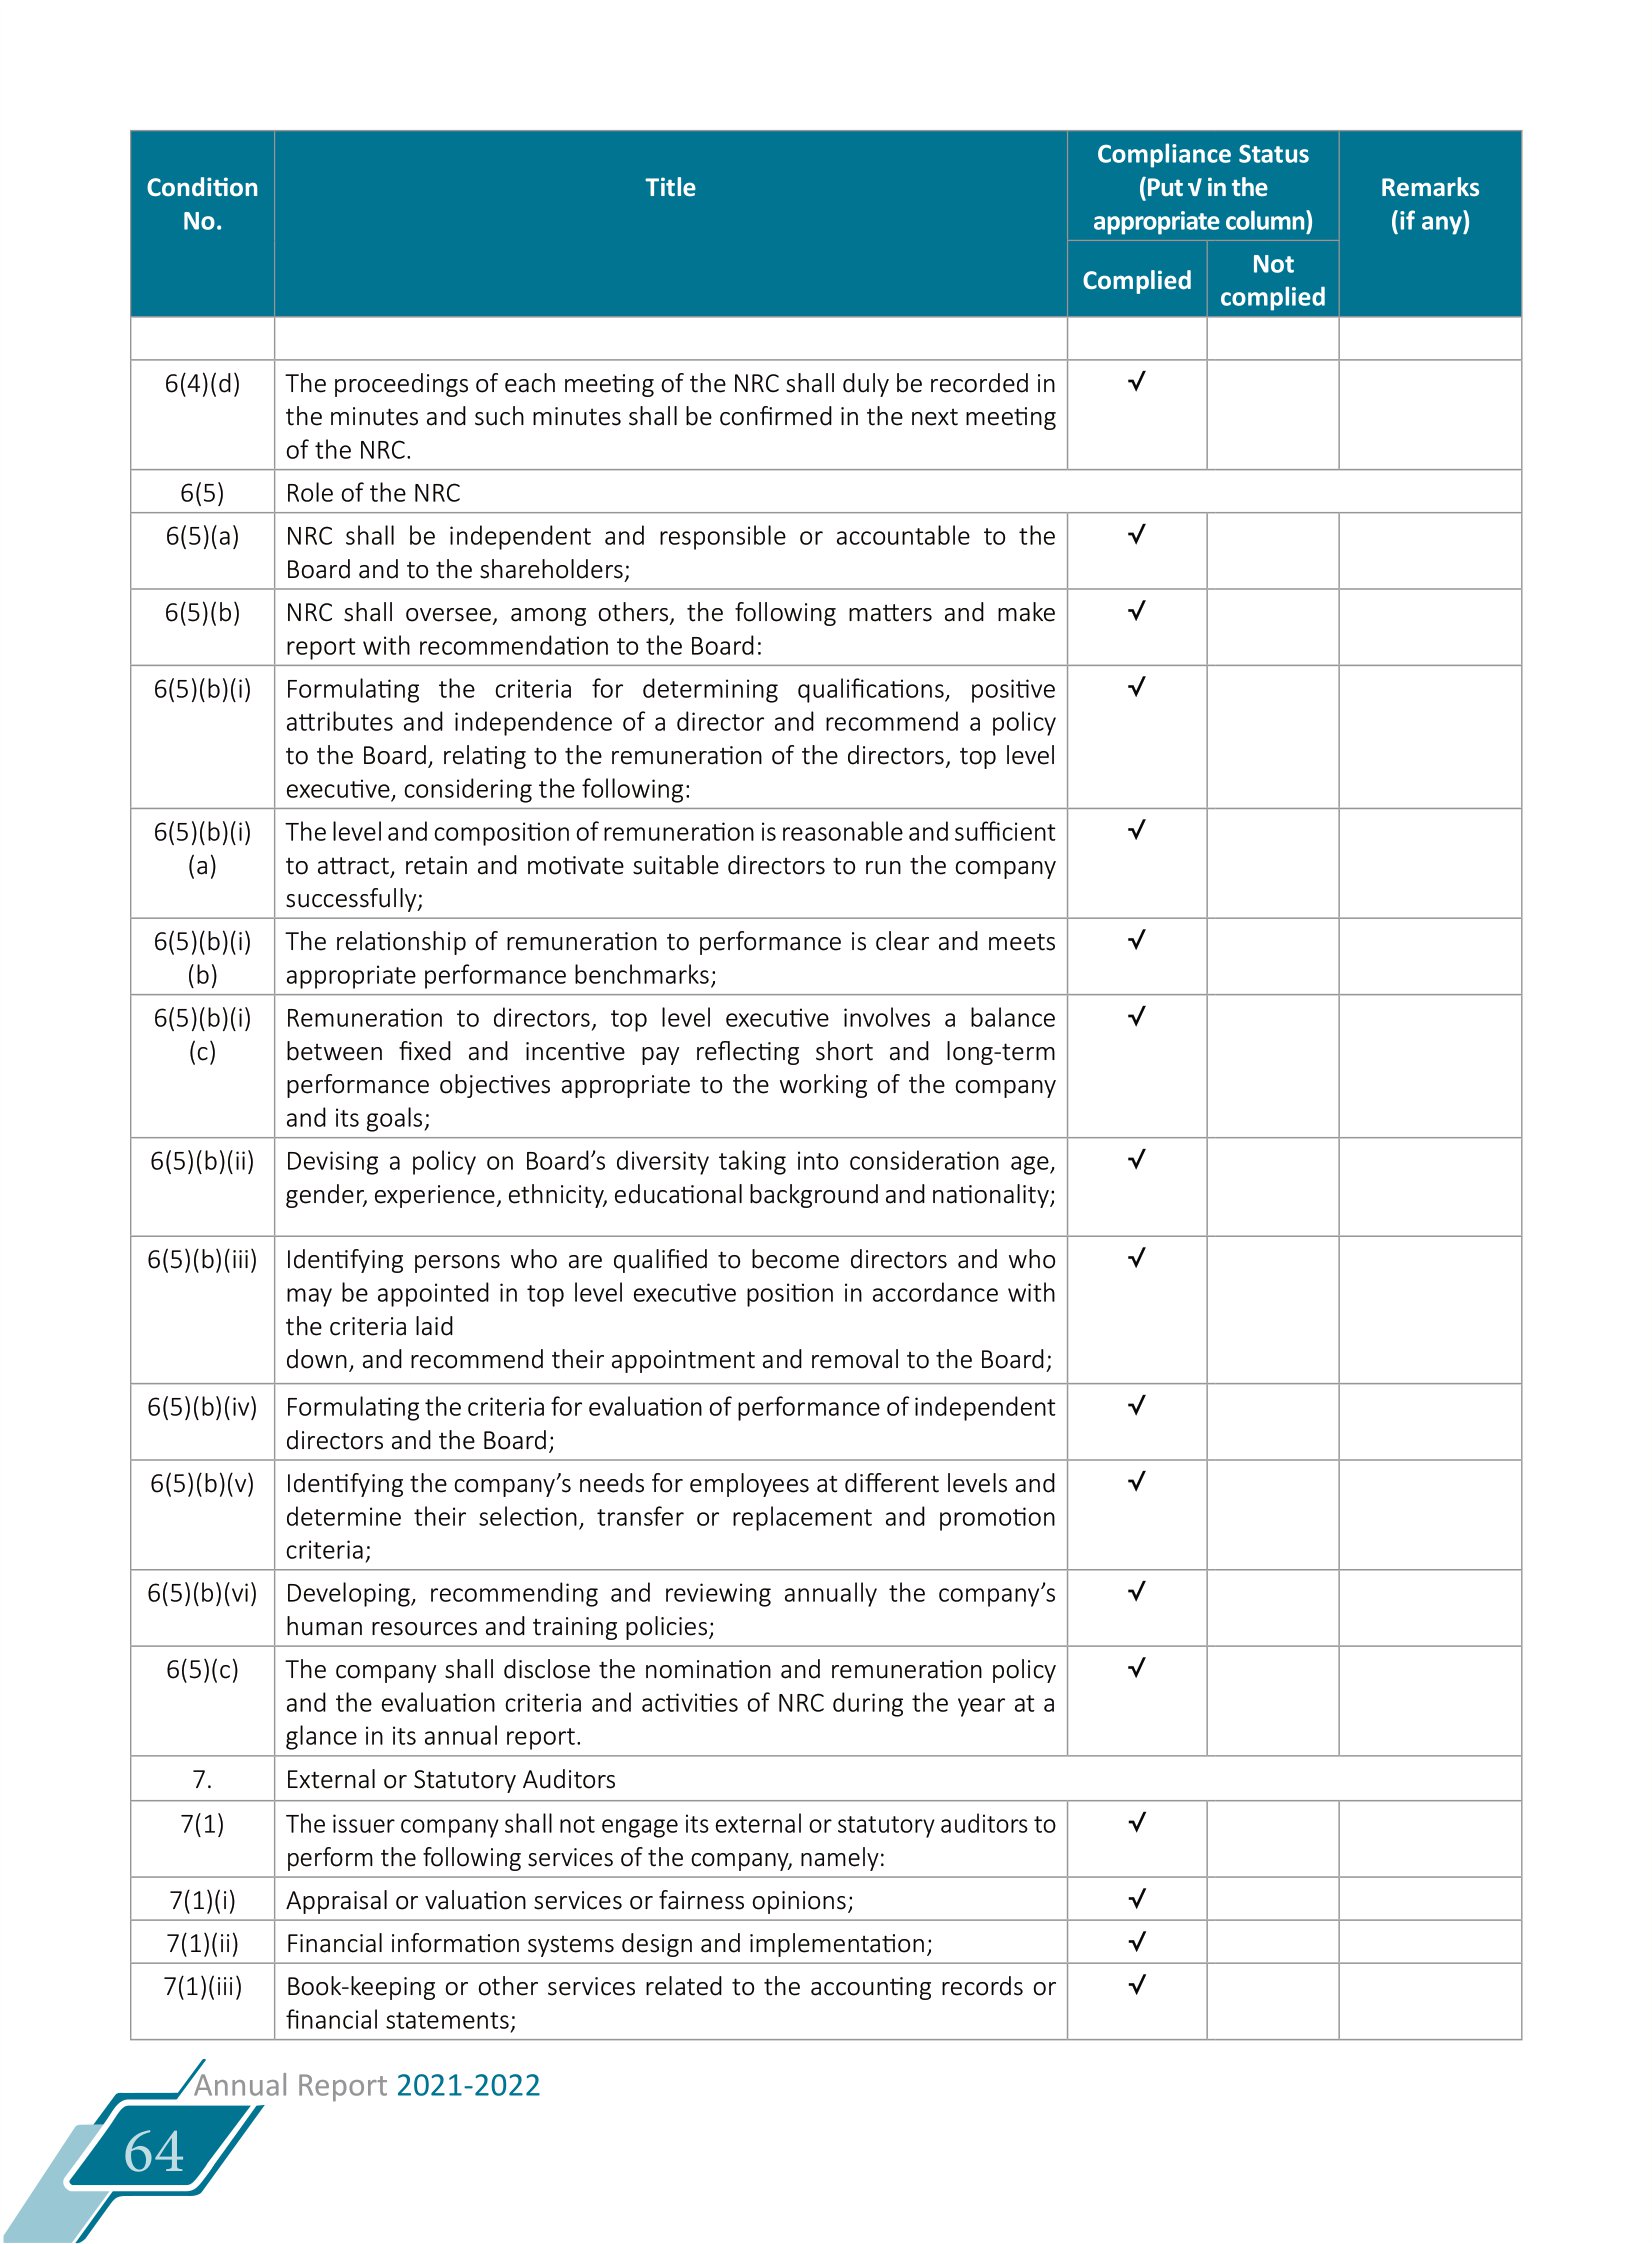 Condition
No.
Title
Compliance Status
(Put √ in the
appropriate column)
Remarks
(if any)
Complied
Not
complied
6(4)(d)
The proceedings of each meeting of the NRC shall duly be recorded in
the minutes and such minutes shall be confirmed in the next meeting
of the NRC.
√
6(5)
Role of the NRC
6(5)(a)
NRC shall be independent and responsible or accountable to the
Board and to the shareholders;
√
6(5)(b)
NRC shall oversee, among others, the following matters and make
report with recommendation to the Board:
√
6(5)(b)(i)
Formulating the criteria for determining qualifications, positive
attributes and independence of a director and recommend a policy
to the Board, relating to the remuneration of the directors, top level
executive, considering the following:
√
6(5)(b)(i)
(a)
The level and composition of remuneration is reasonable and sufficient
to attract, retain and motivate suitable directors to run the company
successfully;
√
6(5)(b)(i)
(b)
The relationship of remuneration to performance is clear and meets
appropriate performance benchmarks;
√
6(5)(b)(i)
(c)
Remuneration to directors, top level executive involves a balance
between fixed and incentive pay reflecting short and long-term
performance objectives appropriate to the working of the company
and its goals;
√
6(5)(b)(ii)
Devising a policy on Board’s diversity taking into consideration age,
gender, experience, ethnicity, educational background and nationality;
√
6(5)(b)(iii)
Identifying persons who are qualified to become directors and who
may be appointed in top level executive position in accordance with
the criteria laid
down, and recommend their appointment and removal to the Board;
√
6(5)(b)(iv)
Formulating the criteria for evaluation of performance of independent
directors and the Board;
√
6(5)(b)(v)
Identifying the company’s needs for employees at different levels and
determine their selection, transfer or replacement and promotion
criteria;
√
6(5)(b)(vi)
Developing, recommending and reviewing annually the company’s
human resources and training policies;
√
6(5)(c)
The company shall disclose the nomination and remuneration policy
and the evaluation criteria and activities of NRC during the year at a
glance in its annual report.
√
7.
External or Statutory Auditors
7(1)
The issuer company shall not engage its external or statutory auditors to
perform the following services of the company, namely:
√
7(1)(i)
Appraisal or valuation services or fairness opinions;
√
7(1)(ii)
Financial information systems design and implementation;
√
7(1)(iii)
Book-keeping or other services related to the accounting records or
financial statements;
√
Annual Report 2021-2022
64